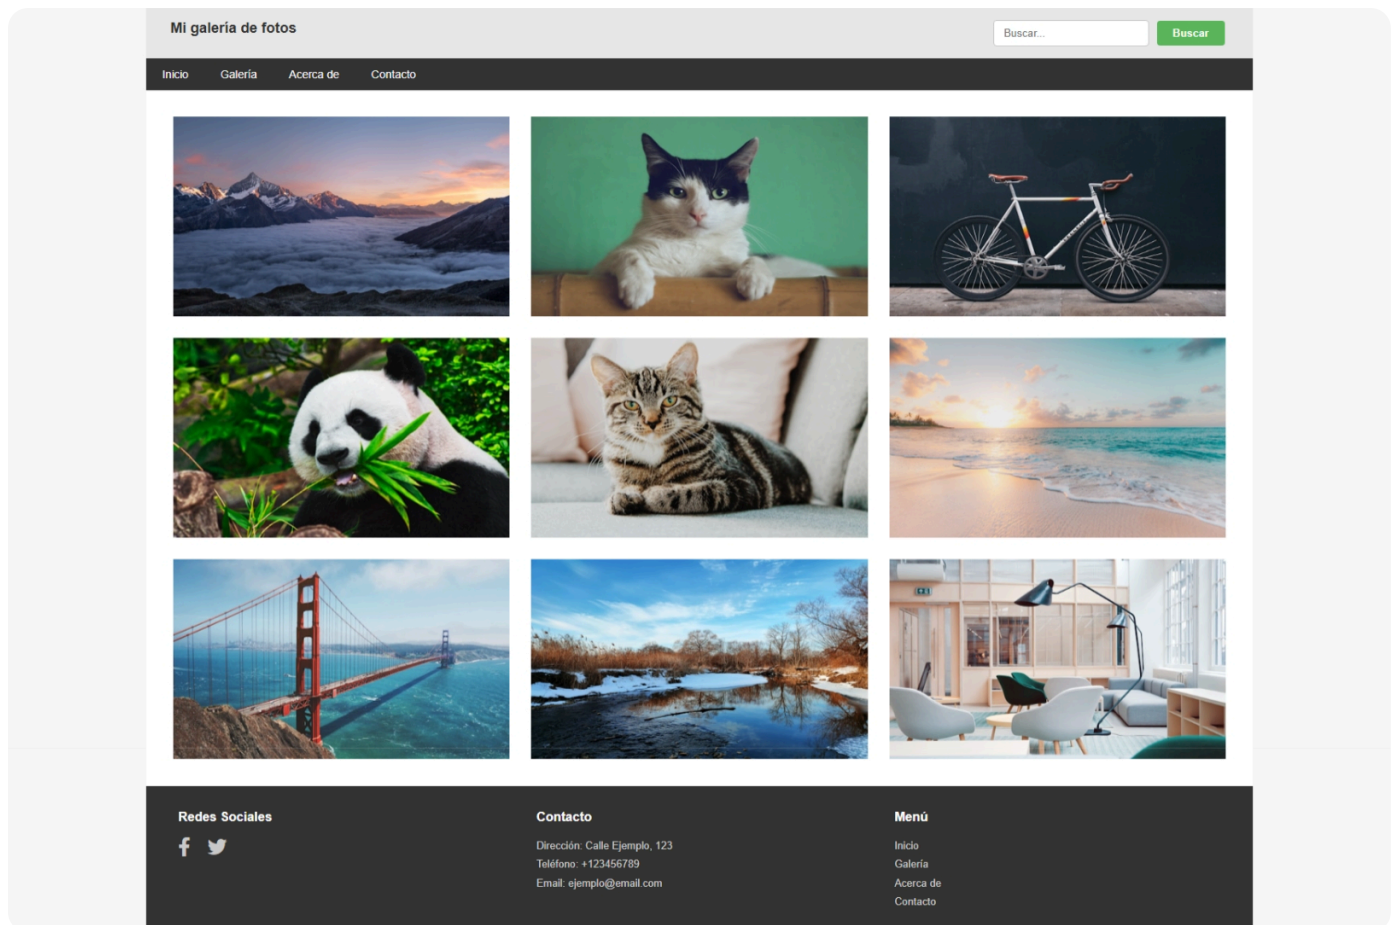 Mi galería de fotos
Buscar...
Buscar
Inicio
Galería
Acerca de
Contacto
Redes Sociales
Contacto
Dirección: Calle Ejemplo, 123
Teléfono: +123456789
Email: ejemplo@email.com
Menú
Inicio
Galería
Acerca de
Contacto